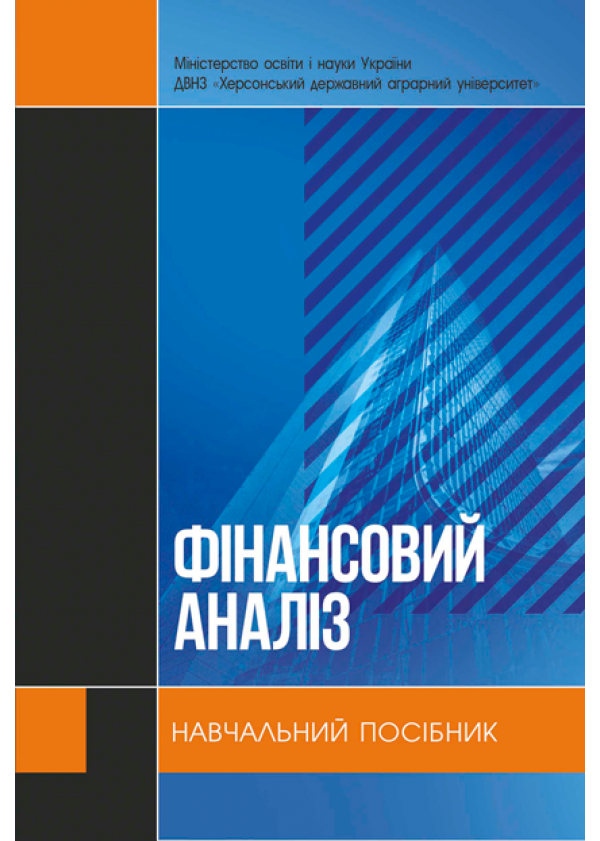 Міністерство освіти і науки України
ДВНЗ «Херсонський державний аграрний університет»
ФІНАНСОВИЙ
АНАЛІЗ
НАВЧАЛЬНИЙ ПОСІБНИК